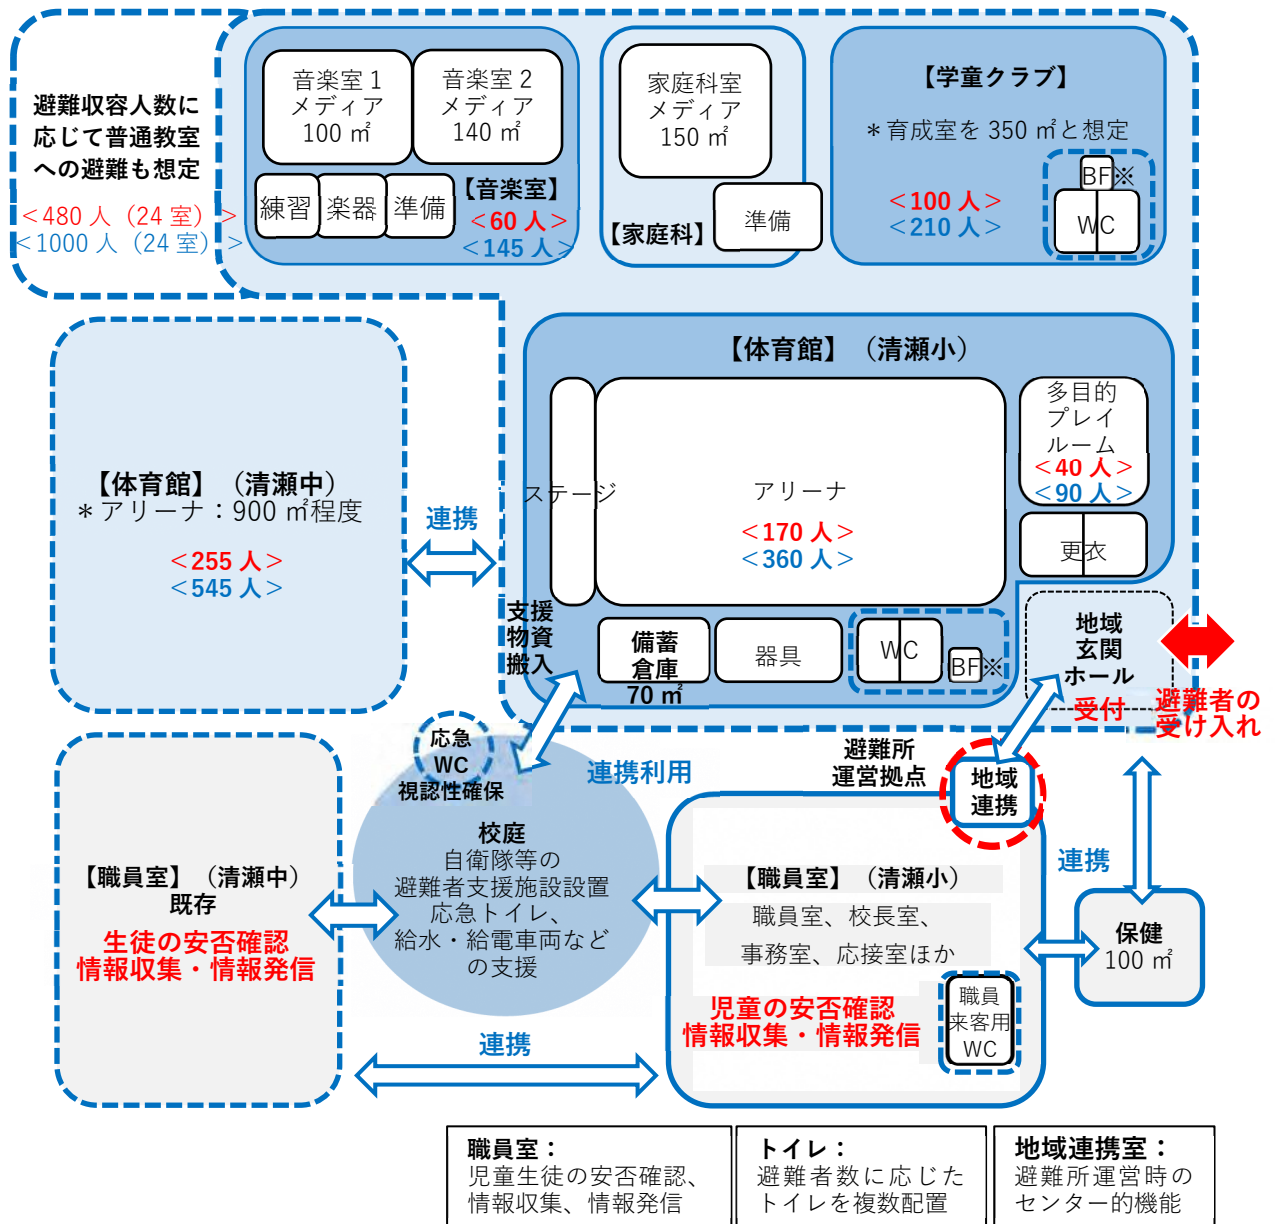 避難収容人数に
応じて普通教室
への避難も想定
＜480 人（24 室）＞
＜1000 人（24 室）＞
音楽室 1
メディア
100 ㎡
音楽室 2
メディア
140 ㎡
練習
楽器
準備
【音楽室】
＜60 人＞
＜145 人＞
家庭科室
メディア
150 ㎡
【家庭科】
準備
【学童クラブ】
＊育成室を 350 ㎡と想定
＜100 人＞
＜210 人＞
BF※
WC
【体育館】（清瀬小）
ステージ
アリーナ
＜170 人＞
＜360 人＞
多目的
プレイ
ルーム
＜40 人＞
＜90 人＞
更衣
【体育館】（清瀬中）
＊アリーナ：900 ㎡程度
＜255 人＞
＜545 人＞
連携
支援
物資
搬入
備蓄
倉庫
70 ㎡
器具
WC
BF※
地域
玄関
ホール
受付
避難者の
受け入れ
応急
WC
視認性確保
連携利用
避難所
運営拠点
地域
連携
校庭
自衛隊等の
避難者支援施設設置
応急トイレ、
給水・給電車両など
の支援
【職員室】（清瀬中）
既存
生徒の安否確認
情報収集・情報発信
【職員室】（清瀬小）
職員室、校長室、
事務室、応接室ほか
児童の安否確認
情報収集・情報発信
職員
来客用
WC
連携
保健
100 ㎡
連携
職員室：
児童生徒の安否確認、
情報収集、情報発信
トイレ：
避難者数に応じた
トイレを複数配置
地域連携室：
避難所運営時の
センター的機能